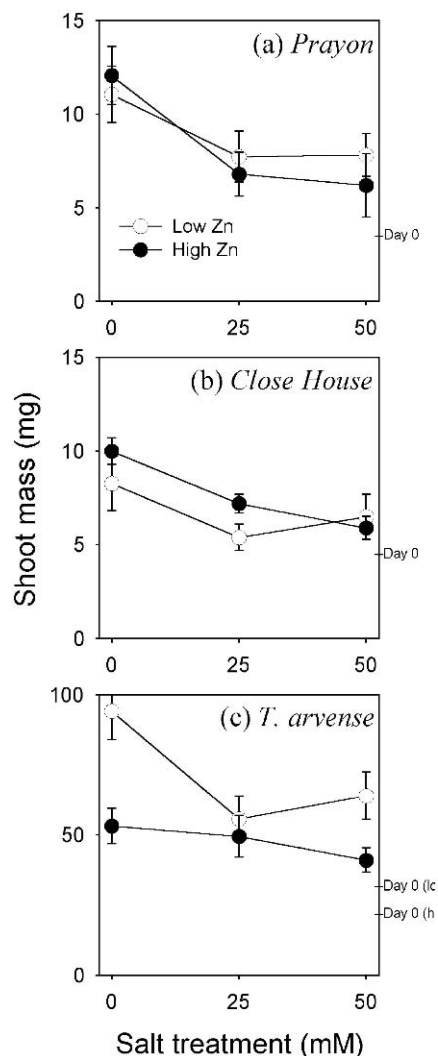 (a) Prayon
15
10
5
0
Low Zn
High Zn
Day 0
0 25 50
(b) Close House
15
10
5
0
Day 0
0 25 50
Shoot mass (mg)
(c) T. arvense
100
50
0
Day 0 (lc
Day 0 (h
0 25 50
Salt treatment (mM)